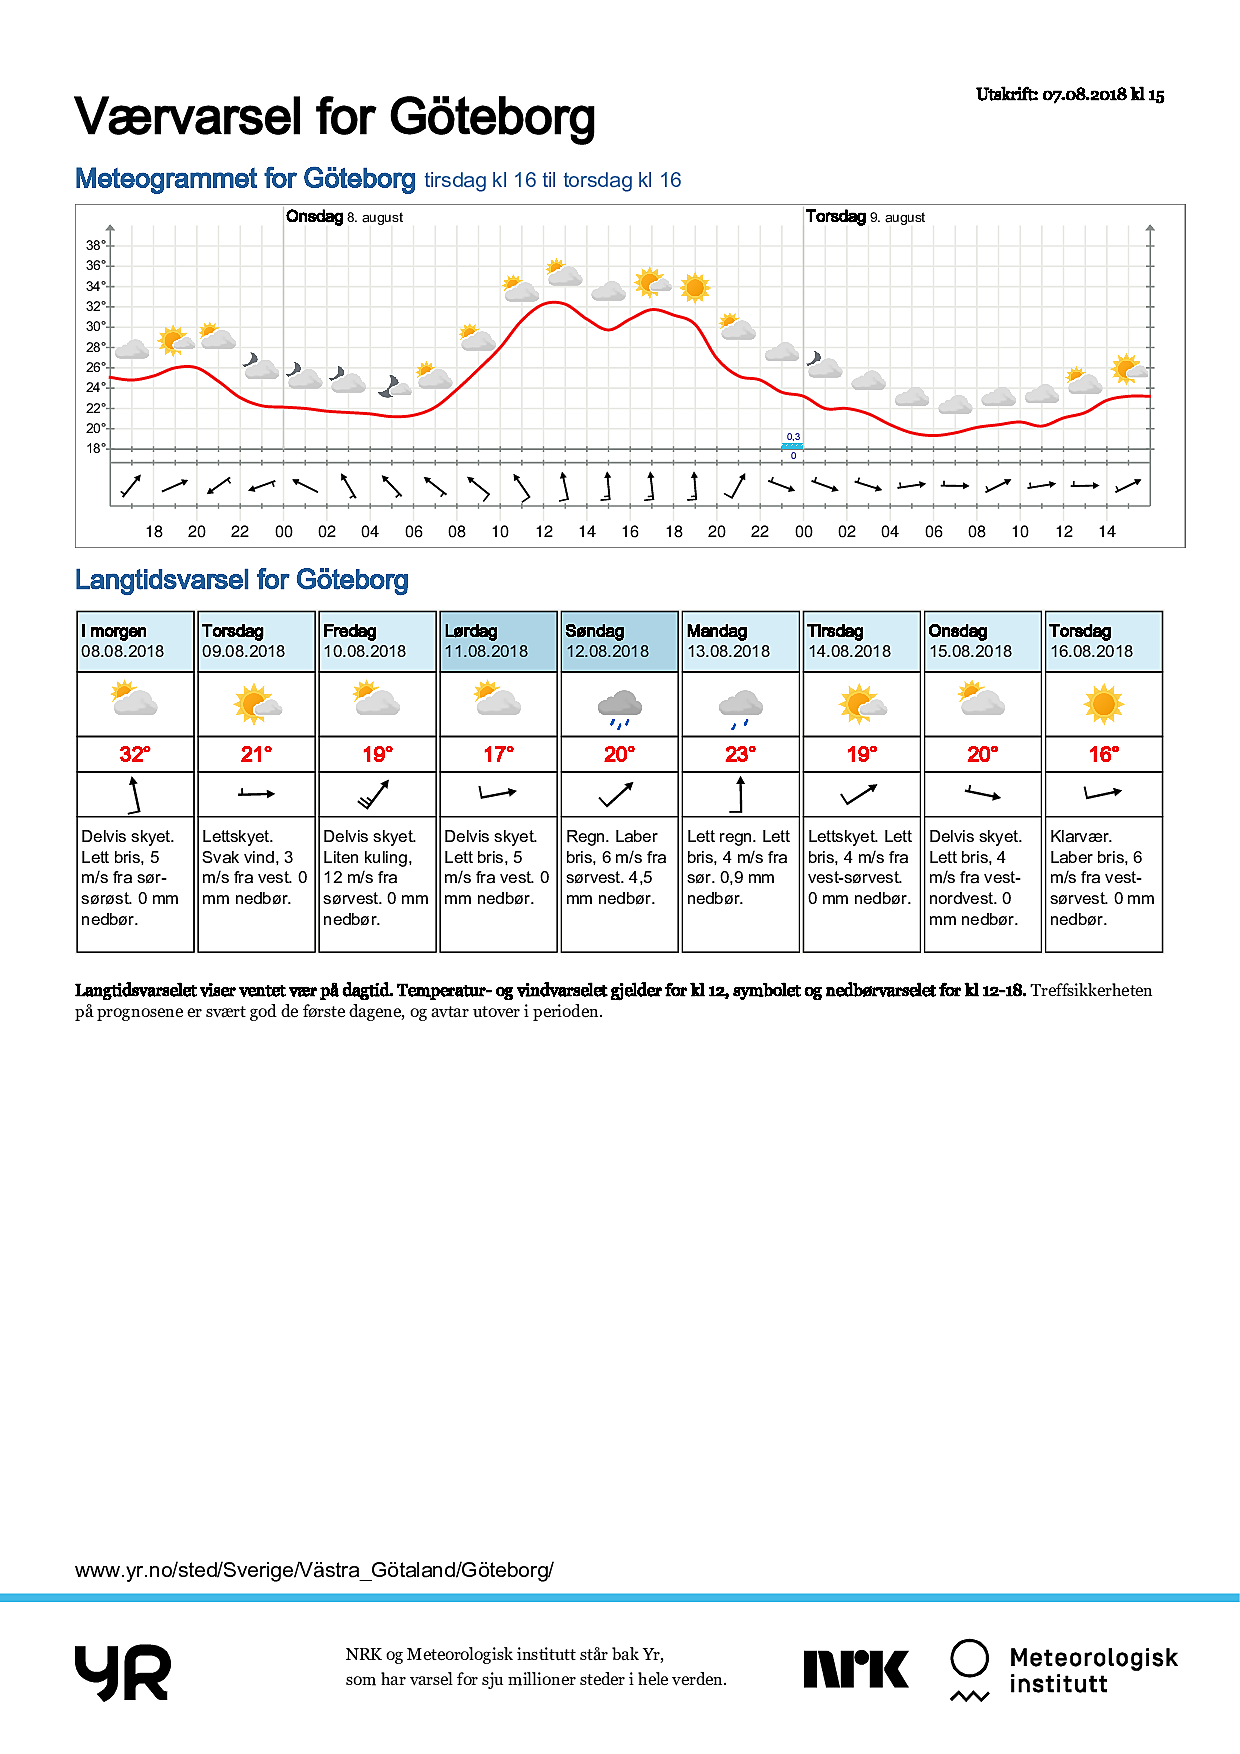 Utskrift: 07.08.2018 kl 15
Værvarsel for Göteborg
Meteogrammet for Göteborg tirsdag kl 16 til torsdag kl 16
Onsdag 8. august Torsdag 9. august
38°
36°
34°
32°
30°
28°
26°
24°
22°
20°
18°
0,3
0
18 20 22 00 02 04 06 08 10 12 14 16 18 20 22 00 02 04 06 08 10 12 14
Langtidsvarsel for Göteborg
I morgen Torsdag Fredag Lørdag Søndag Mandag Tirsdag Onsdag Torsdag
08.08.2018 09.08.2018 10.08.2018 11.08.2018 12.08.2018 13.08.2018 14.08.2018 15.08.2018 16.08.2018
32° 21° 19° 17° 20° 23° 19° 20° 16°
Delvis skyet.
Lett bris, 5
m/s fra sør-
sørøst. 0 mm
nedbør.
Lettskyet.
Svak vind, 3
m/s fra vest. 0
mm nedbør.
Delvis skyet.
Liten kuling,
12 m/s fra
sørvest. 0 mm
nedbør.
Delvis skyet.
Lett bris, 5
m/s fra vest. 0
mm nedbør.
Regn. Laber
bris, 6 m/s fra
sørvest. 4,5
mm nedbør.
Lett regn. Lett
bris, 4 m/s fra
sør. 0,9 mm
nedbør.
Lettskyet. Lett
bris, 4 m/s fra
vest-sørvest.
0 mm nedbør.
Delvis skyet.
Lett bris, 4
m/s fra vest-
nordvest. 0
mm nedbør.
Klarvær.
Laber bris, 6
m/s fra vest-
sørvest. 0 mm
nedbør.
Langtidsvarselet viser ventet vær på dagtid. Temperatur- og vindvarselet gjelder for kl 12, symbolet og nedbørvarselet for kl 12-18. Treffsikkerheten
på prognosene er svært god de første dagene, og avtar utover i perioden.
www.yr.no/sted/Sverige/Västra_Götaland/Göteborg/
YR
NRK og Meteorologisk institutt står bak Yr,
som har varsel for sju millioner steder i hele verden.
NRK
Meteorologisk
institutt